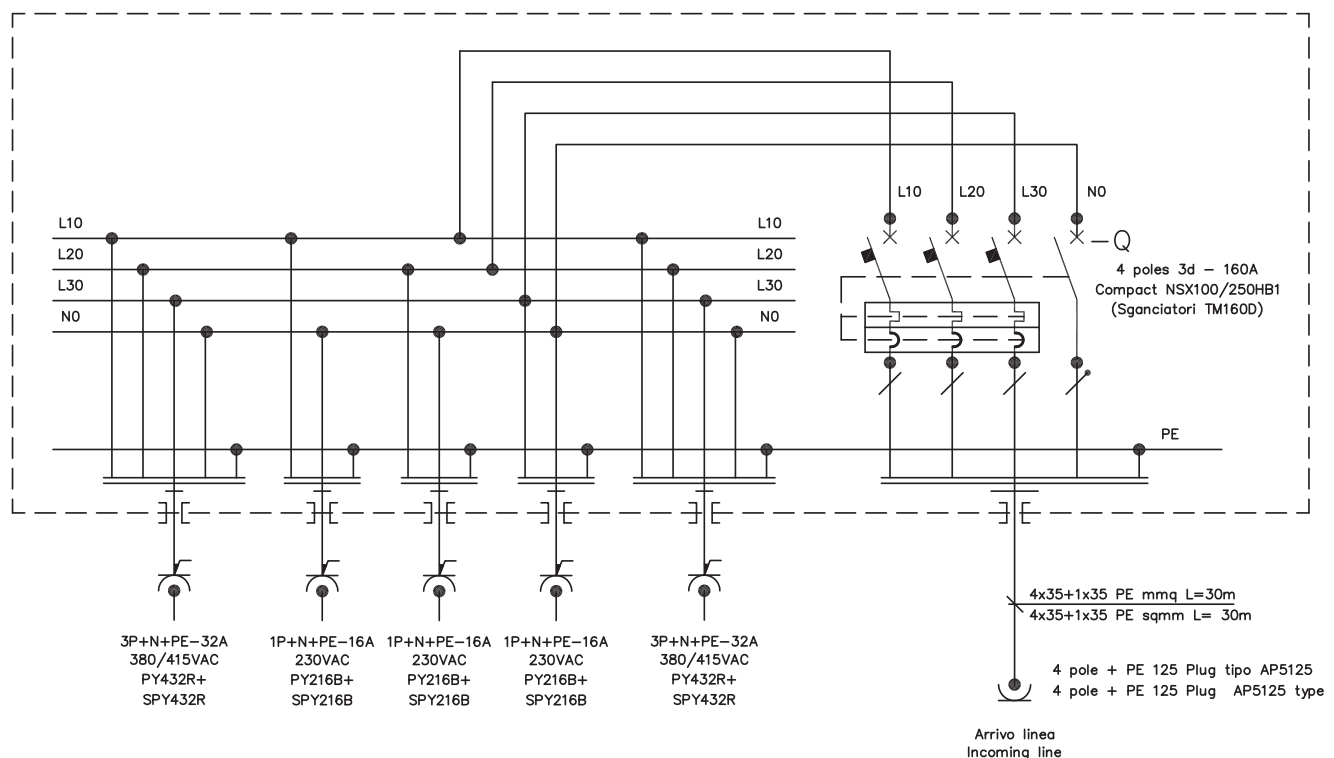 L10
L20
L30
N0
L10
L20
L30
N0
L10
L20
L30
N0
Q
4 poles 3d - 160A
Compact NSX100/250HB1
(Sganciatori TM160D)
PE
3P+N+PE-32A
380/415VAC
PY432R+
SPY432R
1P+N+PE-16A
230VAC
PY216B+
SPY216B
1P+N+PE-16A
230VAC
PY216B+
SPY216B
1P+N+PE-16A
230VAC
PY216B+
SPY216B
3P+N+PE-32A
380/415VAC
PY432R+
SPY432R
4x35+1x35 PE mmq L=30m
4x35+1x35 PE sqmm L= 30m
4 pole + PE 125 Plug tipo AP5125
4 pole + PE 125 Plug AP5125 type
Arrivo linea
Incoming line